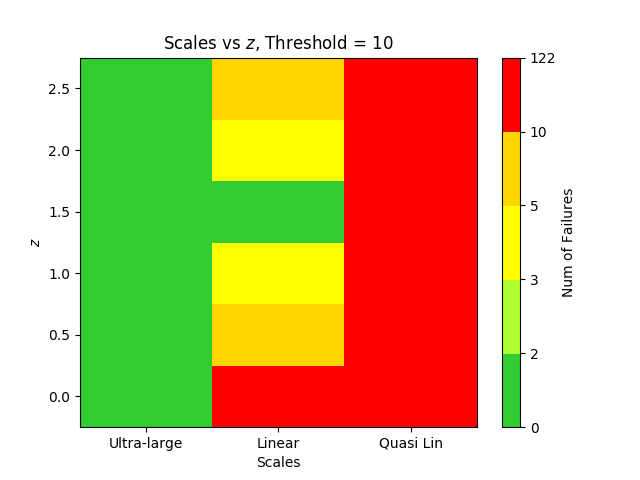 Scales vs z, Threshold = 10
z
2.5
2.0
1.5
1.0
0.5
0.0
Ultra-large Linear Quasi Lin
Scales
122
10
5
3
2
0
Num of Failures